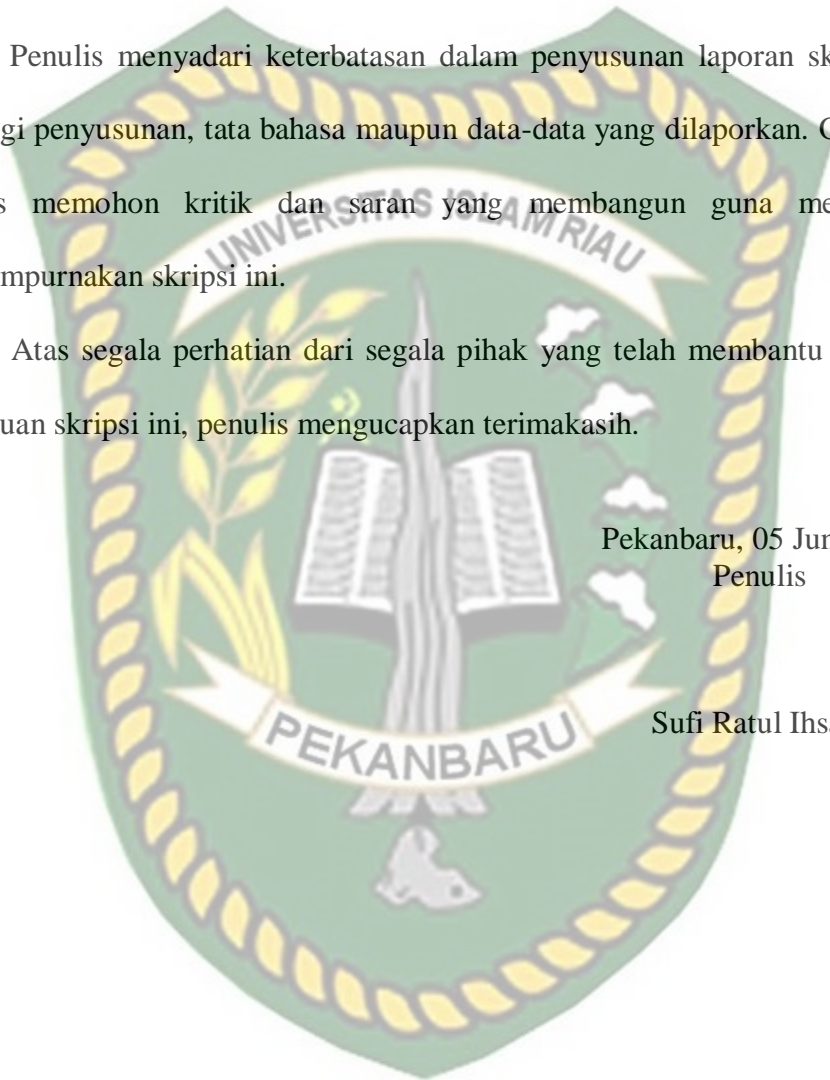 Penulis menyadari keterbatasan dalam penyusunan laporan sk
gi penyusunan, tata bahasa maupun data-data yang dilaporkan.
s memohon kritik dan saran yang membangun guna me
mpurnakan skripsi ini.
Atas segala perhatian dari segala pihak yang telah membantu
uan skripsi ini, penulis mengucapkan terimakasih.
Pekanbaru, 05 Jun
Penulis
Sufi Ratul Ihs
UNIVERSITAS ISLAM RIAU
PEKANBARU